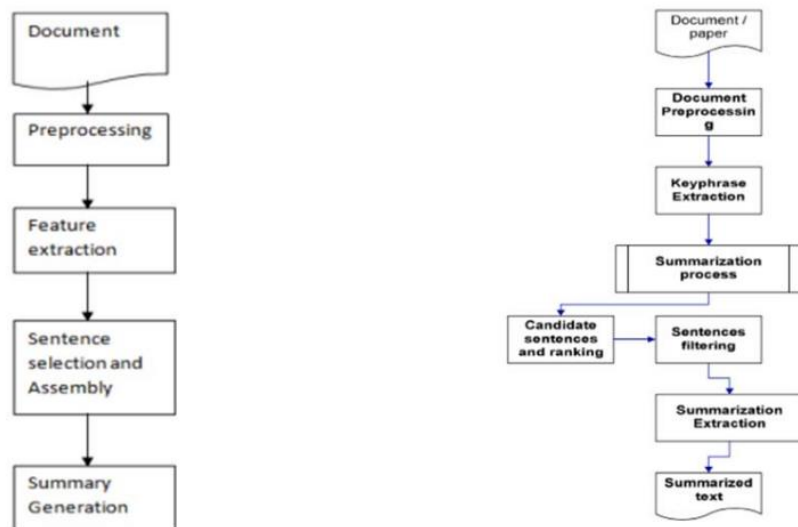 Document
Preprocessing
Feature
extraction
Sentence
selection and
Assembly
Summary
Generation
Document /
paper
Document
Preprocessin
g
Keyphrase
Extraction
Summarization
process
Candidate
sentences
and ranking
Sentences
filtering
Summarization
Extraction
Summarized
text